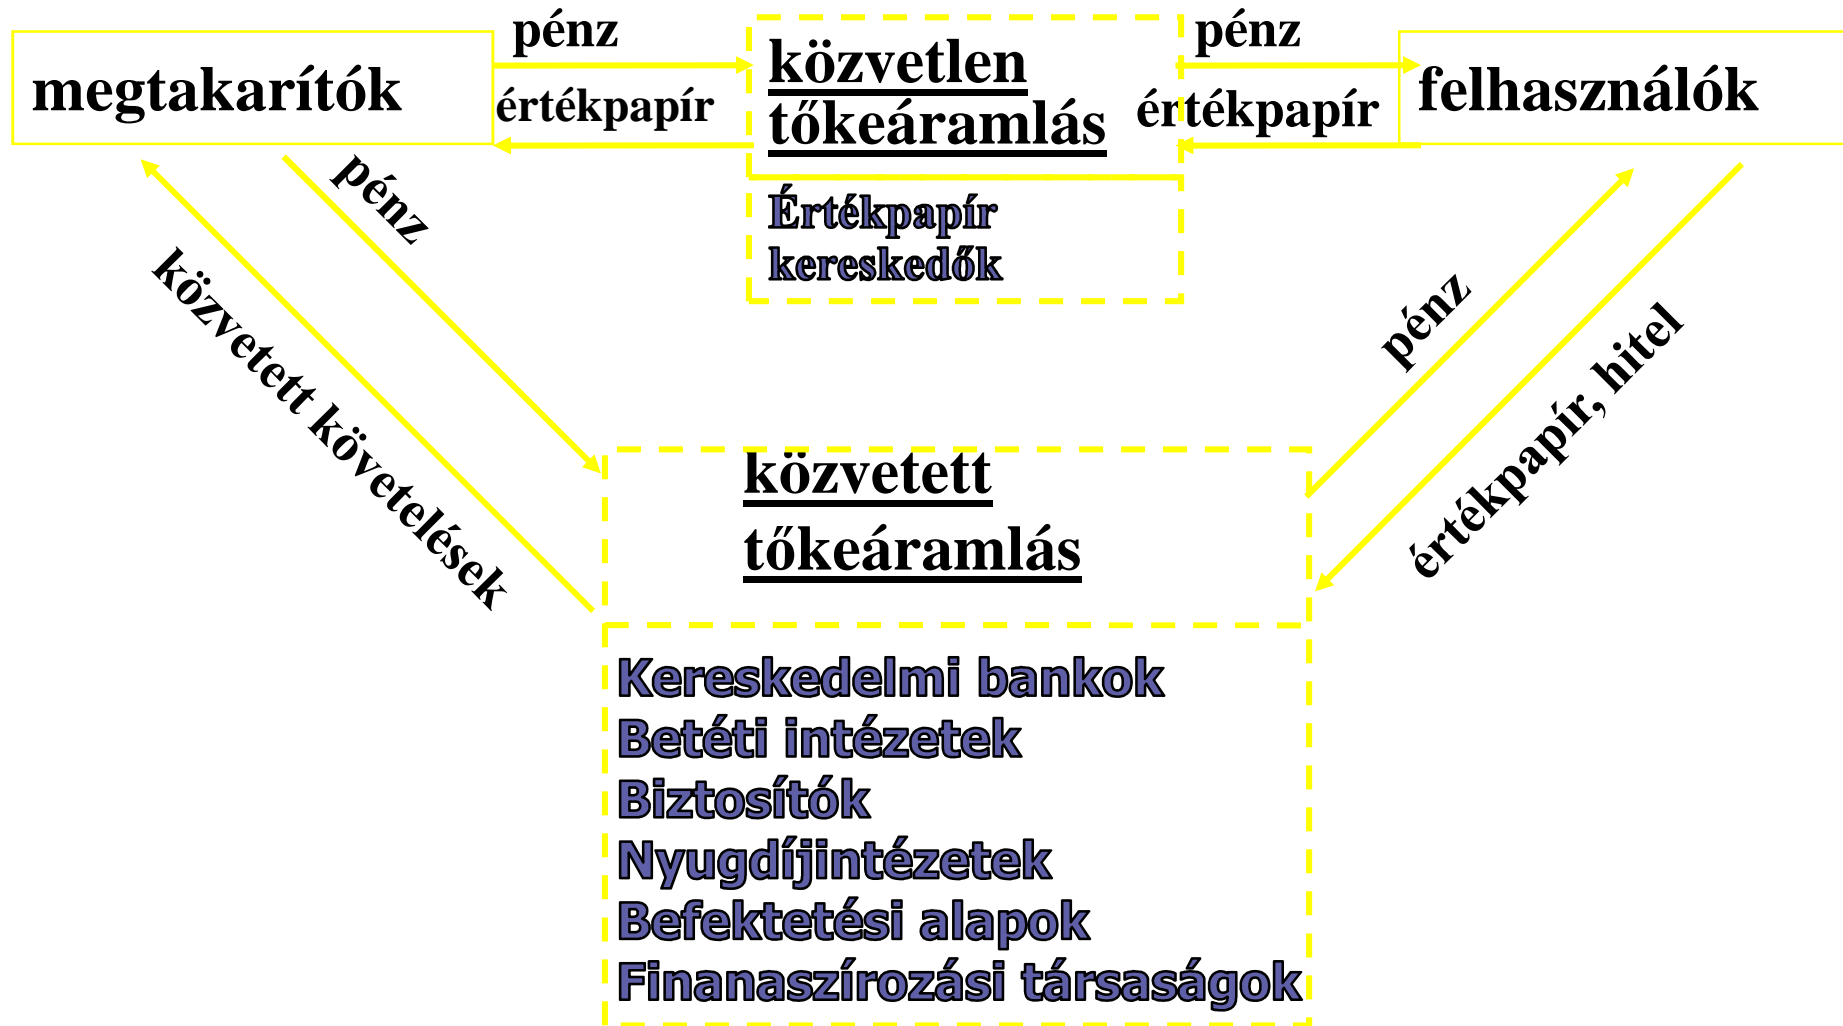 pénz
pénz
megtakarítók
közvetlen
tőkeáramlás
felhasználók
értékpapír
értékpapír
Értékpapír
kereskedők
pénz
közvetett követelések
pénz
értékpapír, hitel
közvetett
tőkeáramlás
Kereskedelmi bankok
Betéti intézetek
Biztosítók
Nyugdíjintézetek
Befektetési alapok
Finanaszírozási társaságok